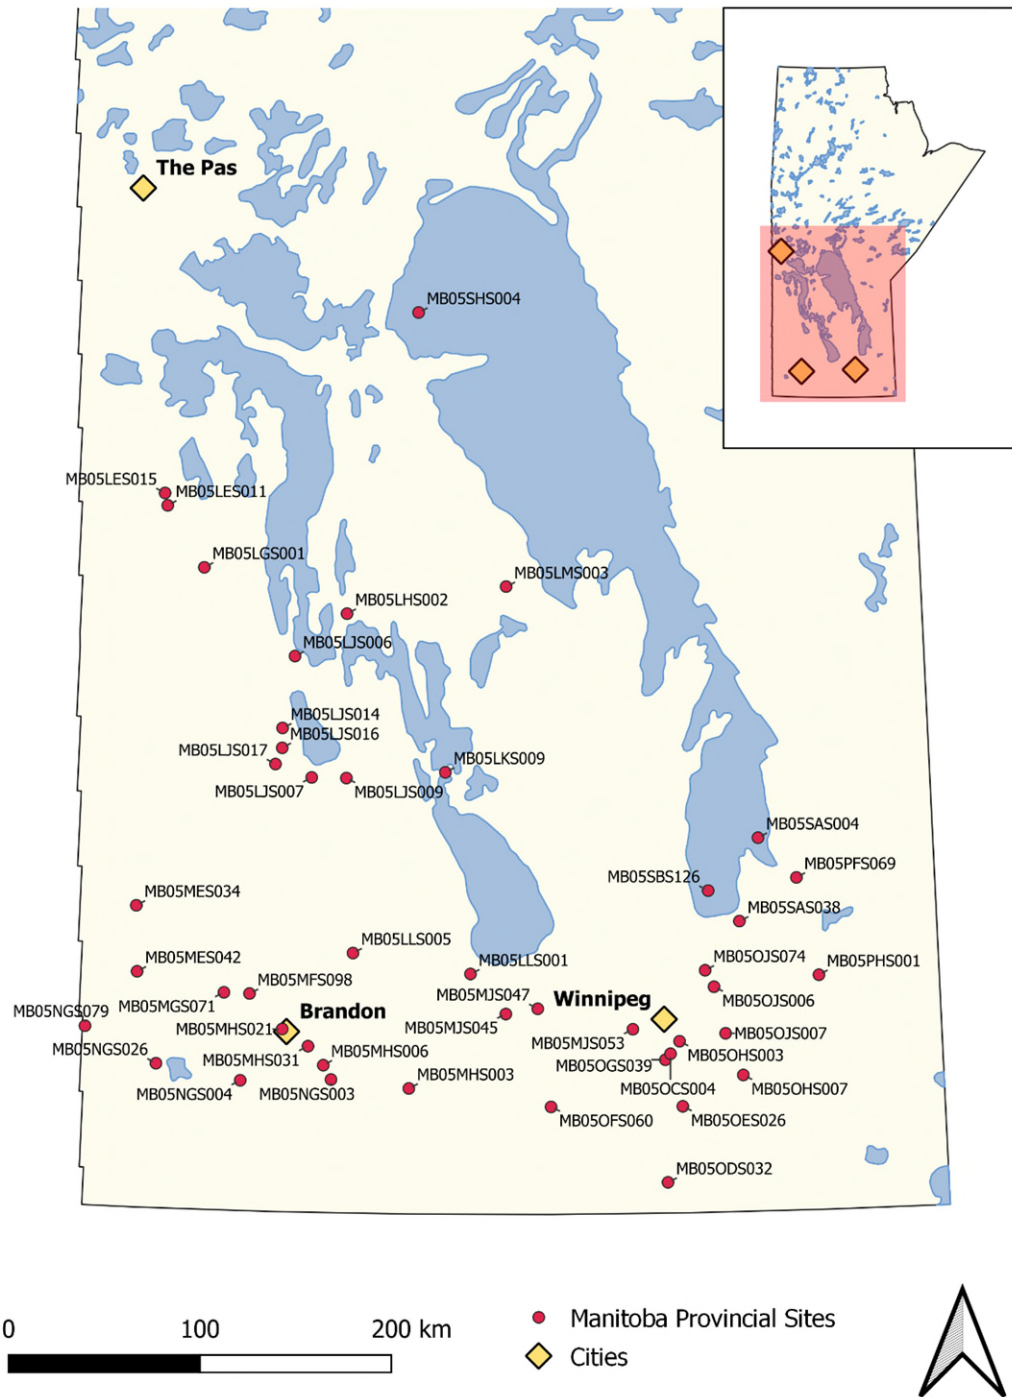 The Pas
MB05SHS004
MB05LES015
MB05LES011
MB05LGS001
MB05LMS003
MB05LHS002
MB05LJS006
MB05LJS014
MB05LJS016
MB05LJS017
MB05LKS009
MB05LJS007
MB05LJS009
MB05SAS004
MB05PFS069
MB05SBS126
MB05MES034
MB05SAS038
MB05LLS005
MB05MES042
MB05LLS001
MB05OJS074
MB05PHS001
MB05MFS098
MB05MGS071
MB05MJS047
Winnipeg
MB05OJS006
MB05NGS079
Brandon
MB05MHS021
MB05MJS045
MB05MJS053
MB05OJS007
MB05NGS026
MB05MHS031
MB05MHS006
MB05OHS003
MB05OGS039
MB05MHS003
MB05NGS004
MB05NGS003
MB05OCS004
MB05OHS007
MB05OFS060
MB05OES026
MB05ODS032
0
100
200 km
Manitoba Provincial Sites
Cities